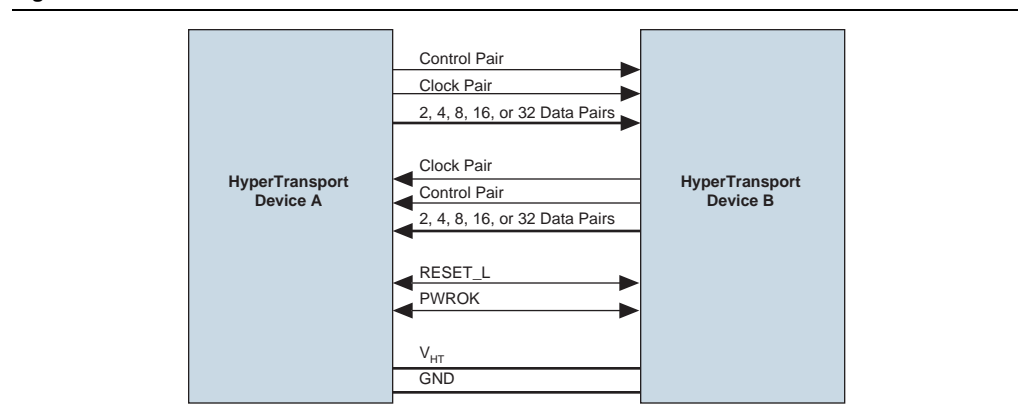 HyperTransport
Device A
Control Pair
Clock Pair
2, 4, 8, 16, or 32 Data Pairs
Clock Pair
Control Pair
2, 4, 8, 16, or 32 Data Pairs
RESET_L
PWROK
VHT
GND
HyperTransport
Device B